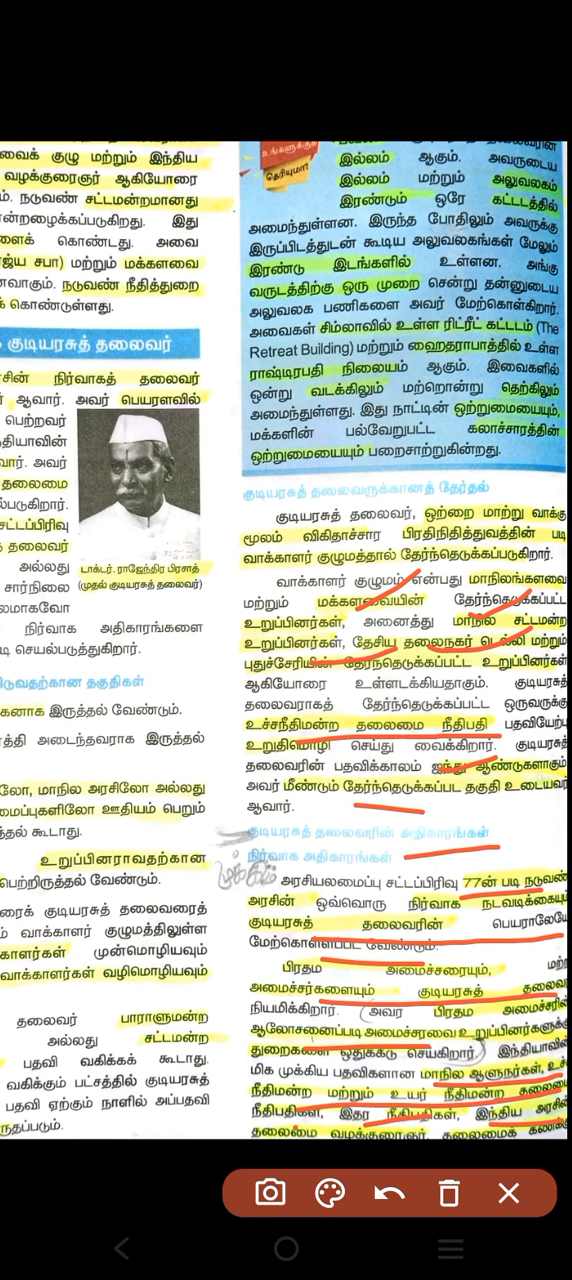 வைக் குழு மற்றும் இந்திய
வழக்குரைஞர் ஆகியோரை
ம். நடுவண் சட்டமன்றமானது
ன்றழைக்கப்படுகிறது. இது
ளைக் கொண்டது. அவை
ஜ்ய சபா) மற்றும் மக்களவை
னவாகும். நடுவண் நீதித்துறை
க் கொண்டுள்ளது.
குடியரசுத் தலைவர்
சின் நிர்வாகத் தலைவர்
ஆவார். அவர் பெயரளவில்
பெற்றவர்
தியாவின்
வார். அவர்
தலைமை
ல்படுகிறார்.
சட்டப்பிரிவு
த் தலைவர்
அல்லது
சார்நிலை
லமாகவோ
நிர்வாக அதிகாரங்களை
டி செயல்படுத்துகிறார்.
டாக்டர். ராஜேந்திர பிரசாத்
(முதல் குடியரசுத் தலைவர்)
டுவதற்கான தகுதிகள்
கனாக இருத்தல் வேண்டும்.
ர்த்தி அடைந்தவராக இருத்தல்
லோ, மாநில அரசிலோ அல்லது
மைப்புகளிலோ ஊதியம் பெறும்
த்தல் கூடாது.
உறுப்பினராவதற்கான
பெற்றிருத்தல் வேண்டும்.
ரைக் குடியரசுத் தலைவரைத்
ம் வாக்காளர் குழுமத்திலுள்ள
காளர்கள் முன்மொழியவும்
வாக்காளர்கள் வழிமொழியவும்
தலைவர் பாராளுமன்ற
அல்லது சட்டமன்ற
பதவி வகிக்கக் கூடாது.
வகிக்கும் பட்சத்தில் குடியரசுத்
பதவி ஏற்கும் நாளில் அப்பதவி
ருதப்படும்.
உங்களுக்குத்
தெரியுமா?
இல்லம் ஆகும். அவருடைய
இல்லம் மற்றும் அலுவலகம்
இரண்டும் ஒரே கட்டடத்தில்
அமைந்துள்ளன. இருந்த போதிலும் அவருக்கு
இருப்பிடத்துடன் கூடிய அலுவலகங்கள் மேலும்
இரண்டு இடங்களில் உள்ளன. அங்கு
வருடத்திற்கு ஒரு முறை சென்று தன்னுடைய
அலுவலக பணிகளை அவர் மேற்கொள்கிறார்.
அவைகள் சிம்லாவில் உள்ள ரிட்ரீட் கட்டடம் (The
Retreat Building) மற்றும் ஹைதராபாத்தில் உள்ள
ராஷ்டிரபதி நிலையம் ஆகும். இவைகளில்
ஒன்று வடக்கிலும் மற்றொன்று தெற்கிலும்
அமைந்துள்ளது. இது நாட்டின் ஒற்றுமையையும்,
மக்களின் பல்வேறுபட்ட கலாச்சாரத்தின்
ஒற்றுமையையும் பறைசாற்றுகின்றது.
குடியரசுத் தலைவருக்கானத் தேர்தல்
குடியரசுத் தலைவர், ஒற்றை மாற்று வாக்கு
மூலம் விகிதாச்சார பிரதிநிதித்துவத்தின் படி
வாக்காளர் குழுமத்தால் தேர்ந்தெடுக்கப்படுகிறார்.
வாக்காளர் குழுமம் என்பது மாநிலங்களவை
மற்றும் மக்களவையின் தேர்ந்தெடுக்கப்பட்ட
உறுப்பினர்கள், அனைத்து மாநில சட்டமன்ற
உறுப்பினர்கள், தேசிய தலைநகர் டெல்லி மற்றும்
புதுச்சேரியின் தேர்ந்தெடுக்கப்பட்ட உறுப்பினர்கள்
ஆகியோரை உள்ளடக்கியதாகும். குடியரசுத்
தலைவராகத் தேர்ந்தெடுக்கப்பட்ட ஒருவருக்கு
உச்சநீதிமன்ற தலைமை நீதிபதி பதவியேற்பு
உறுதிமொழி செய்து வைக்கிறார். குடியரசுத்
தலைவரின் பதவிக்காலம் ஐந்து ஆண்டுகளாகும்
அவர் மீண்டும் தேர்ந்தெடுக்கப்பட தகுதி உடையவர்
ஆவார்.
குடியரசுத் தலைவரின் அதிகாரங்கள்
நிர்வாக அதிகாரங்கள்
முக்கியம்
அரசியலமைப்பு சட்டப்பிரிவு 77ன் படி நடுவண்
அரசின் ஒவ்வொரு நிர்வாக நடவடிக்கையும்
குடியரசுத் தலைவரின் பெயராலேயே
மேற்கொள்ளப்பட வேண்டும்.
பிரதம அமைச்சரையும், மற்ற
அமைச்சர்களையும் குடியரசுத் தலைவர்
நியமிக்கிறார். (அவர் பிரதம அமைச்சரின்
ஆலோசனைப்படி அமைச்சரவை உறுப்பினர்களுக்கு
துறைகளை ஒதுக்கீடு செய்கிறார்.) இந்தியாவின்
மிக முக்கிய பதவிகளான மாநில ஆளுநர்கள், உச்ச
நீதிமன்ற மற்றும் உயர் நீதிமன்ற தலைமை
நீதிபதிகள், இதர நீதிபதிகள், இந்திய அரசின்
தலைமை வழக்குரைஞர், தலைமைக் கணக்கு